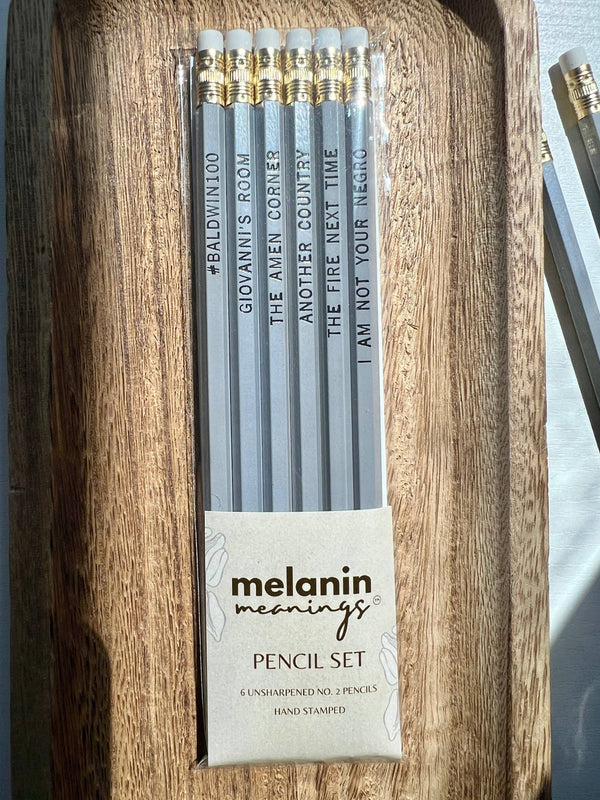 #BALDWIN100
GIOVANNI'S ROOM
THE AMEN CORNER
ANOTHER COUNTRY
THE FIRE NEXT TIME
I AM NOT YOUR NEGRO
melanin
meanings
PENCIL SET
6 UNSHARPENED NO. 2 PENCILS
HAND STAMPED